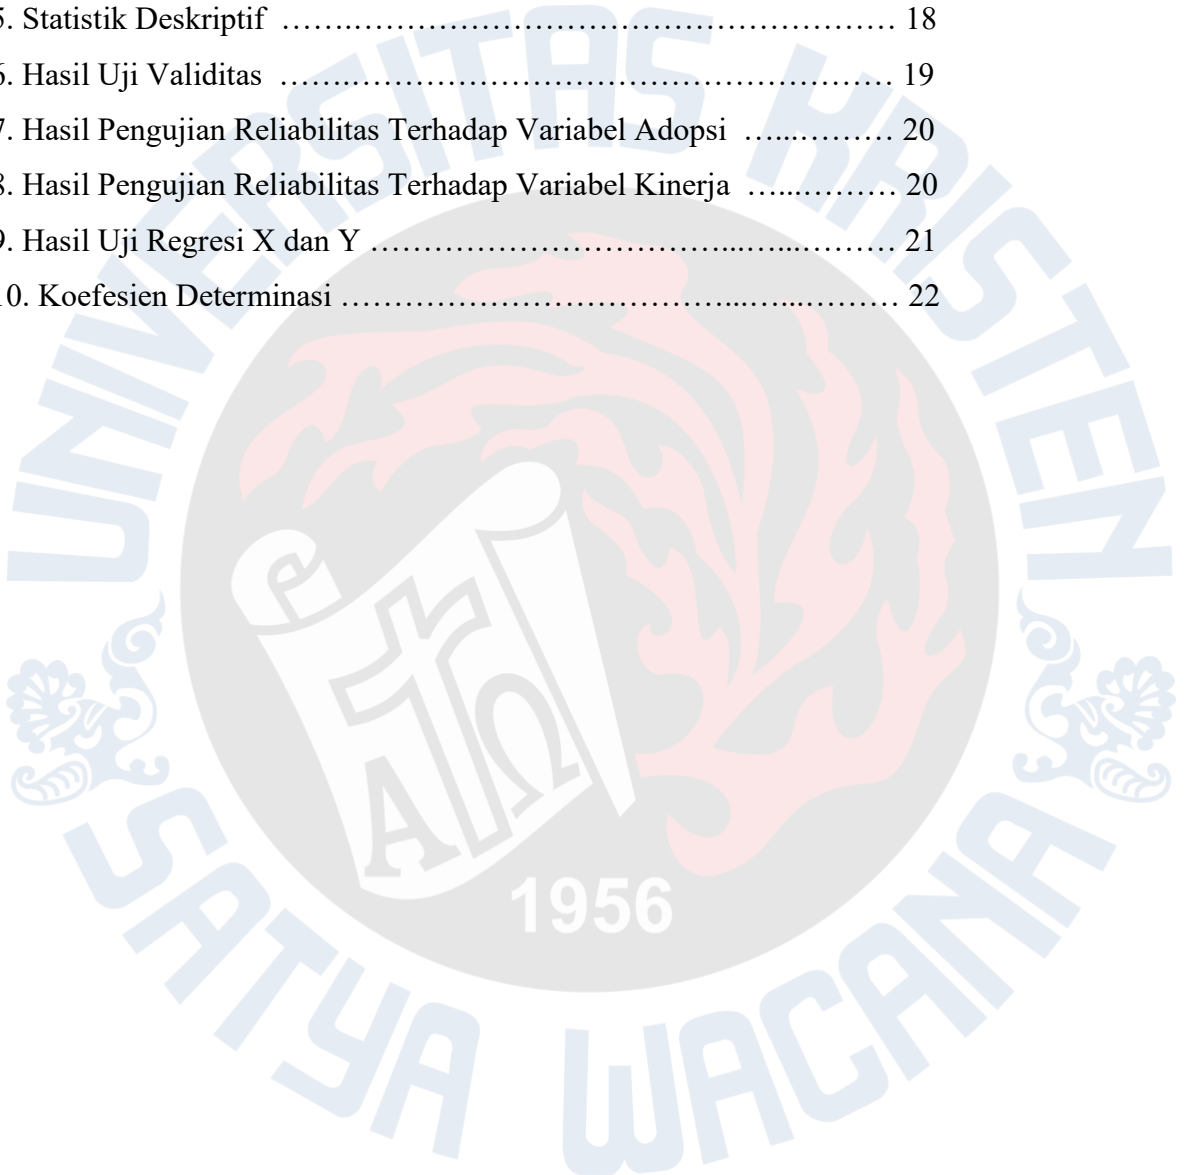 5. Statistik Deskriptif …….……………………………………………… 18
6. Hasil Uji Validitas …….……………………………………………… 19
7. Hasil Pengujian Reliabilitas Terhadap Variabel Adopsi …...……… 20
8. Hasil Pengujian Reliabilitas Terhadap Variabel Kinerja …...……… 20
9. Hasil Uji Regresi X dan Y …………………………………...…...……… 21
10. Koefesien Determinasi ……………………………………...…...……… 22
UNIVERSITAS KRISTEN
ΑΩ
1956
SATYA WACANA